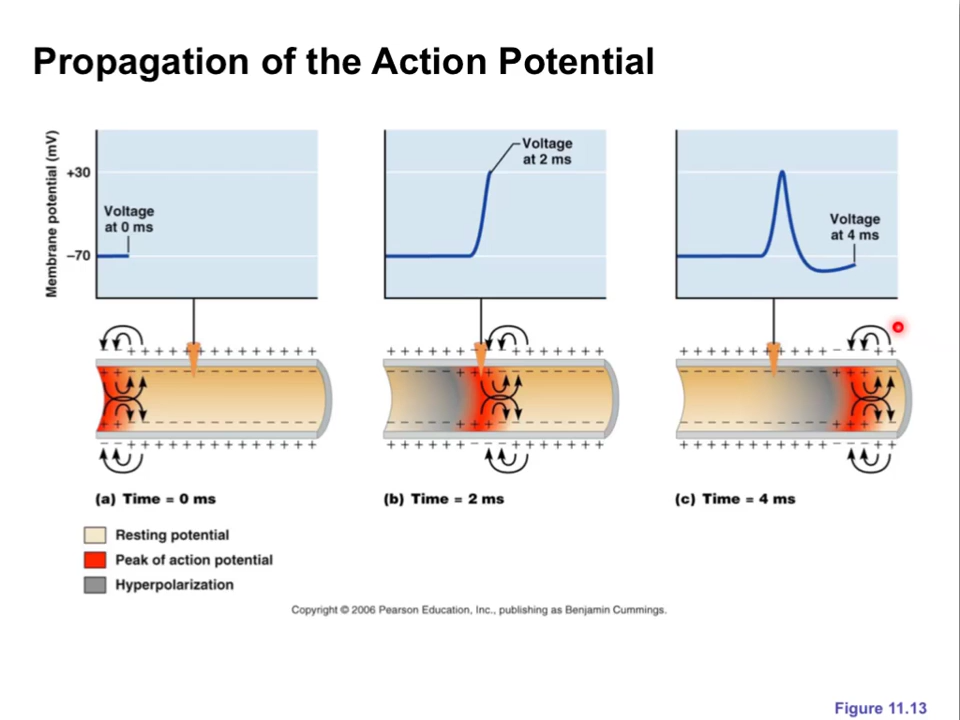 Propagation of the Action Potential
Membrane potential (mV)
+30
–70
Voltage
at 0 ms
Voltage
at 2 ms
Voltage
at 4 ms
(a) Time = 0 ms
(b) Time = 2 ms
(c) Time = 4 ms
Resting potential
Peak of action potential
Hyperpolarization
Copyright © 2006 Pearson Education, Inc., publishing as Benjamin Cummings.
Figure 11.13